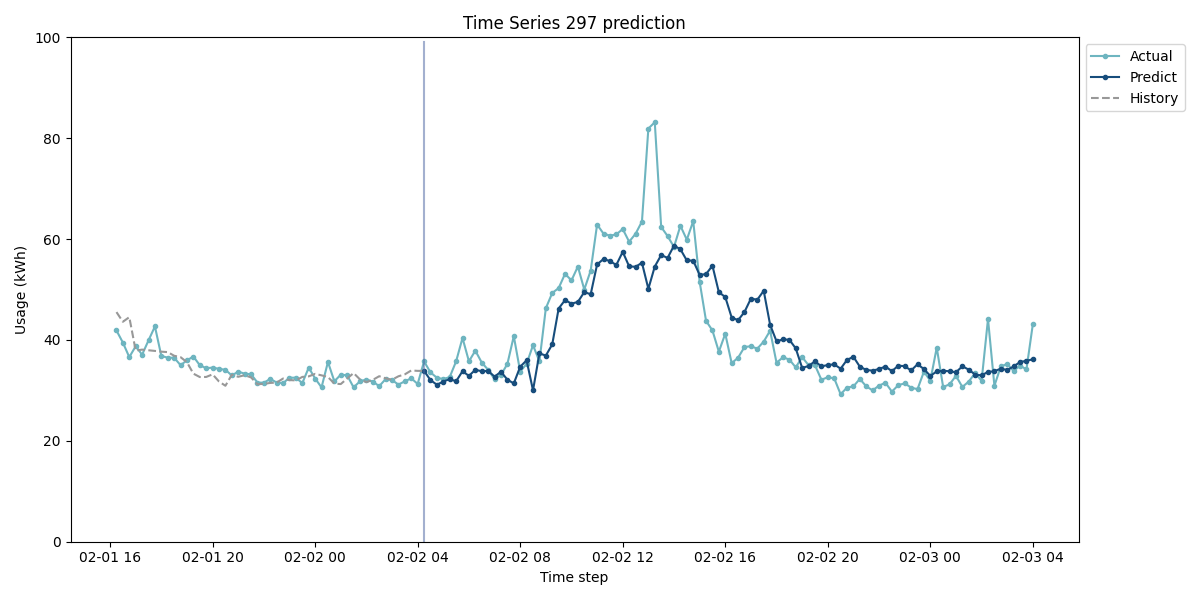 Time Series 297 prediction
100
80
60
40
20
0
Usage (kWh)
02-01 16 02-01 20 02-02 00 02-02 04 02-02 08 02-02 12 02-02 16 02-02 20 02-03 00 02-03 04
Time step
Actual
Predict
History